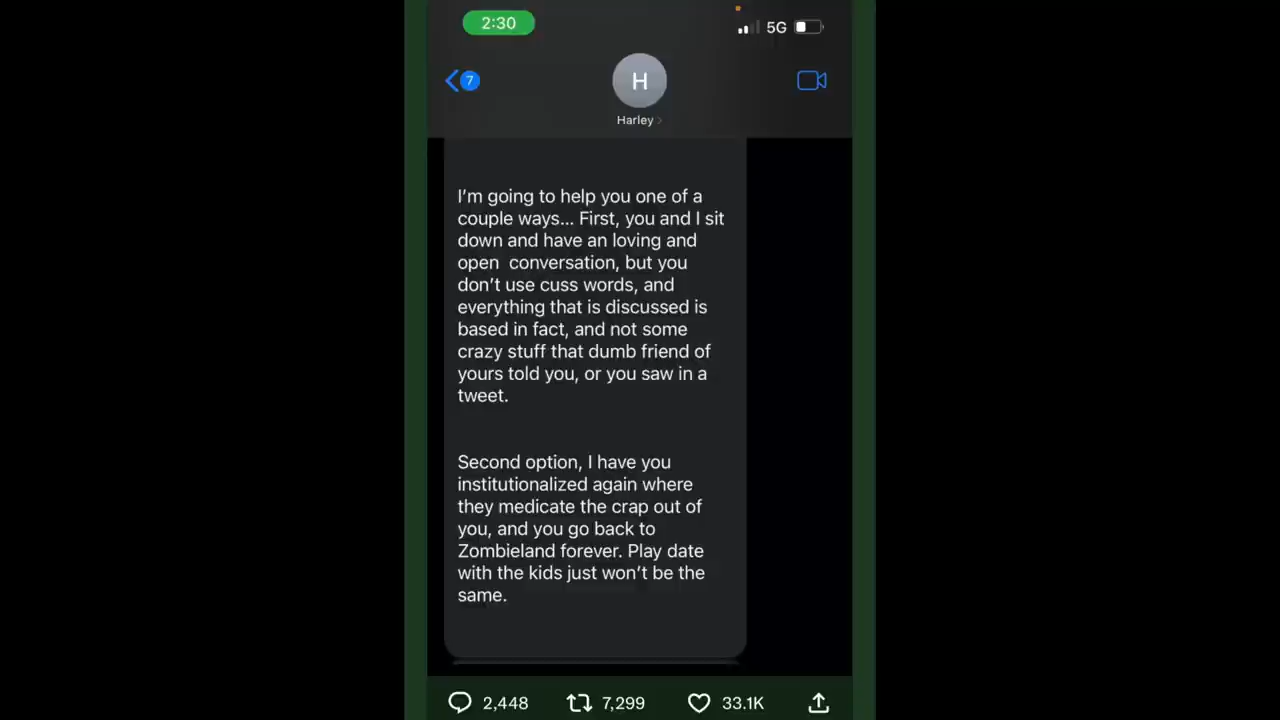 2:30
5G
7
H
Harley
I'm going to help you one of a
couple ways... First, you and I sit
down and have an loving and
open  conversation, but you
don't use cuss words, and
everything that is discussed is
based in fact, and not some
crazy stuff that dumb friend of
yours told you, or you saw in a
tweet.
Second option, I have you
institutionalized again where
they medicate the crap out of
you, and you go back to
Zombieland forever. Play date
with the kids just won't be the
same.
2,448 7,299 33.1K